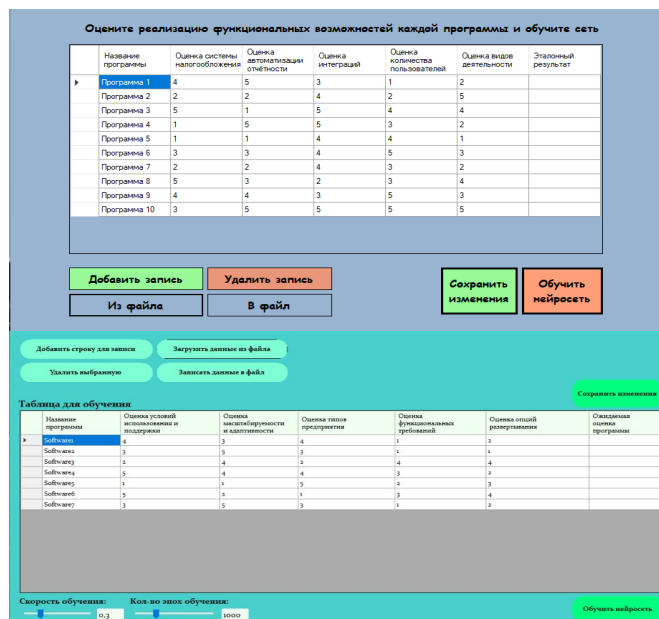 Оцените реализацию функциональных возможностей каждой программы и обучите сеть
Название программы Оценка системы налогообложения Оценка автоматизации отчётности Оценка интеграций Оценка количества пользователей Оценка видов деятельности Эталонный результат
Программа 1 4 5 3 1 2
Программа 2 2 2 4 2 5
Программа 3 5 1 5 4 4
Программа 4 1 5 5 3 2
Программа 5 1 1 4 4 1
Программа 6 3 3 4 5 3
Программа 7 2 2 4 3 2
Программа 8 5 3 2 3 4
Программа 9 4 4 3 5 3
Программа 10 3 5 5 5 5
Добавить запись Удалить запись
Сохранить изменения Обучить нейросеть
Из файла В файл
Добавить строку для записи Загрузить данные из файла
Удалить выбранную Записать данные в файл
Сохранить изменения
Таблица для обучения
Название программы Оценка условий использования и поддержки Оценка масштабируемости и адаптивности Оценка типов предприятия Оценка функциональных требований Оценка опций развертывания Ожидаемая оценка программы
Software1 4 3 4 1 2
Software2 3 5 3 1 1
Software3 2 4 2 4 4
Software4 5 4 4 3 2
Software5 1 1 5 2 3
Software6 5 2 1 3 4
Software7 3 5 3 1 2
Скорость обучения: Кол-во эпох обучения:
0,3 1000
Обучить нейросеть